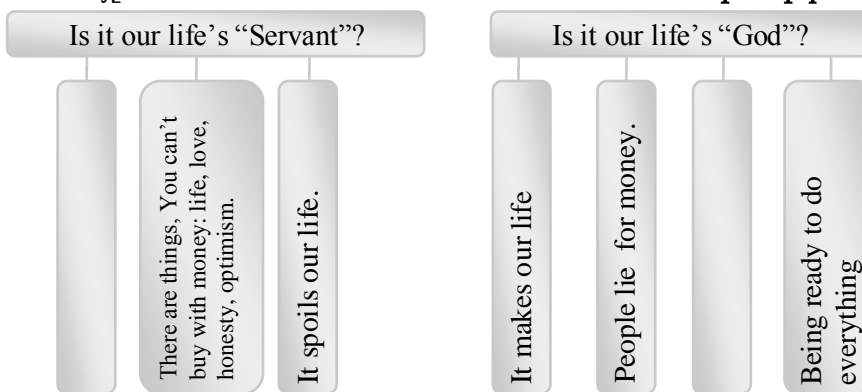 Is it our life's “Servant”?
There are things, You can't
buy with money: life, love,
honesty, optimism.
It spoils our life.
Is it our life's “God”?
It makes our life
People lie for money.
Being ready to do
everything